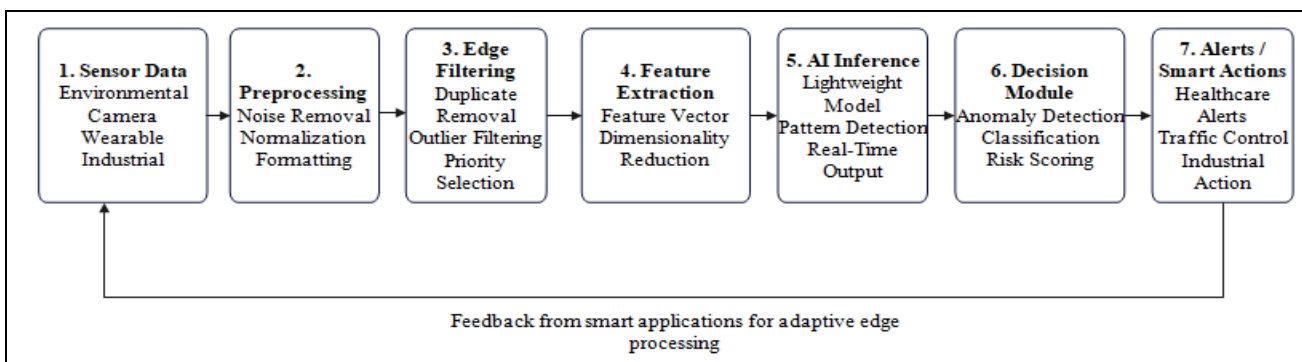 1. Sensor Data
Environmental
Camera
Wearable
Industrial
2.
Preprocessing
Noise Removal
Normalization
Formatting
3. Edge
Filtering
Duplicate
Removal
Outlier Filtering
Priority
Selection
4. Feature
Extraction
Feature Vector
Dimensionality
Reduction
5. AI Inference
Lightweight
Model
Pattern Detection
Real-Time
Output
6. Decision
Module
Anomaly Detection
Classification
Risk Scoring
7. Alerts /
Smart Actions
Healthcare
Alerts
Traffic Control
Industrial
Action
Feedback from smart applications for adaptive edge
processing